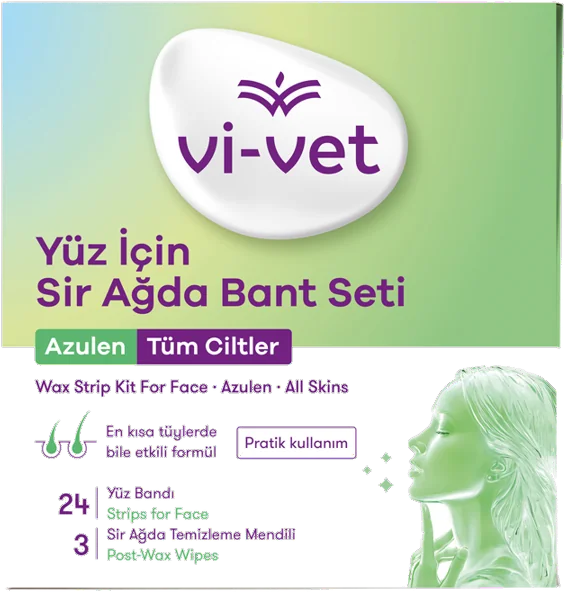 vi-vet
Yüz İçin
Sir Ağda Bant Seti
Azulen Tüm Ciltler
Wax Strip Kit For Face · Azulen · All Skins
En kısa tüylerde
bile etkili formül
Pratik kullanım
24 Yüz Bandı
Strips for Face
3 Sir Ağda Temizleme Mendili
Post-Wax Wipes